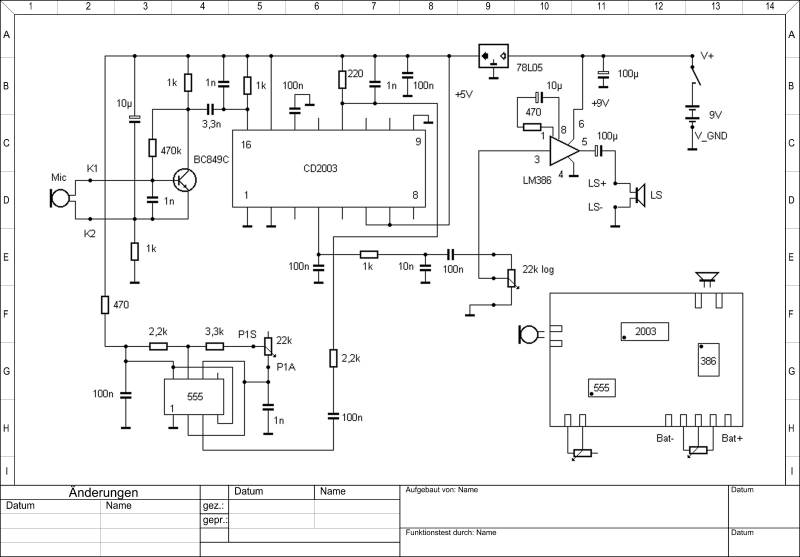 1 2 3 4 5 6 7 8 9 10 11 12 13 14
A A
V+
78L05
B 1k 1n 1k 100n 220 1n 100n +5V 100µ B
10µ 3,3n 10µ +9V 9V
470 100µ V_GND
C 470k BC849C 16 CD2003 9 1 8 6 5 C
3 4
Mic K1 LM386
D 1n 1 8 LS+ LS D
K2 LS-
E 1k 100n 1k 10n 100n 22k log E
F 470 F
2,2k 3,3k P1S 22k 2003
G P1A 2,2k 386 G
100n 1 555 555
1n 100n
H Bat- Bat+ H
I I
Änderungen Datum Name Aufgebaut von: Name Datum
Datum Name gez.:
gepr.:
Funktionstest durch: Name Datum